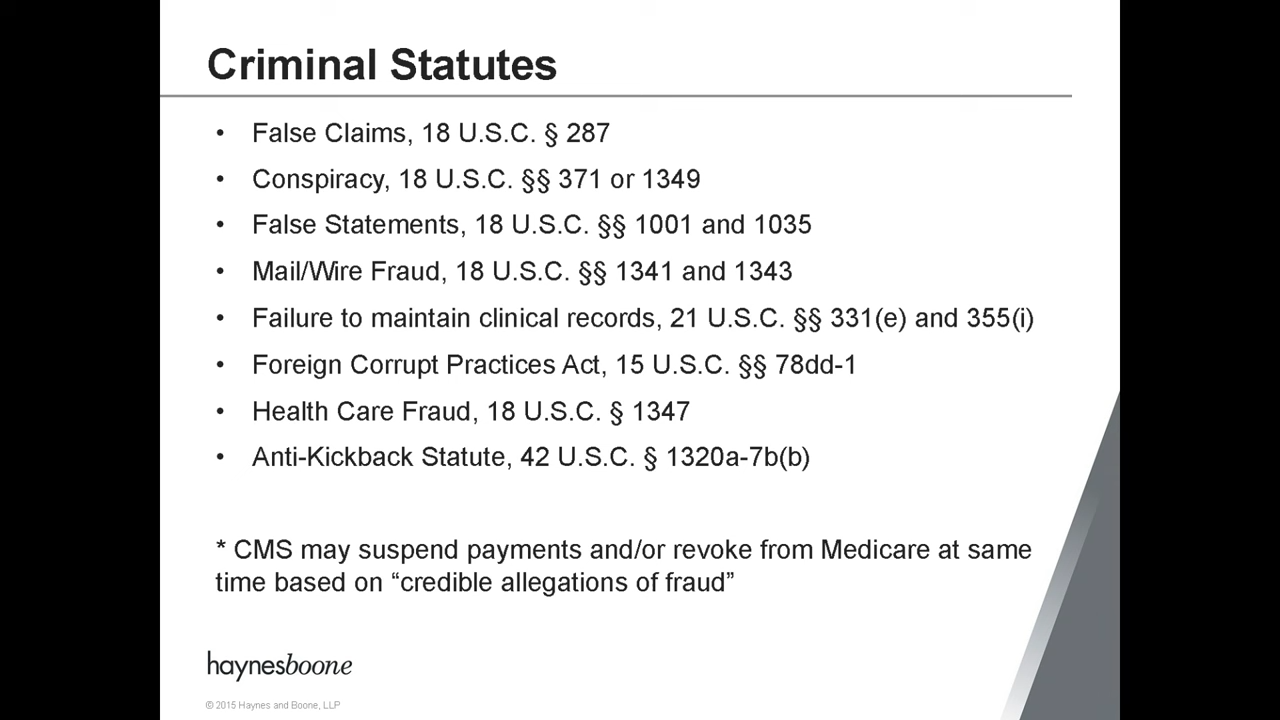 Criminal Statutes
• False Claims, 18 U.S.C. § 287
• Conspiracy, 18 U.S.C. §§ 371 or 1349
• False Statements, 18 U.S.C. §§ 1001 and 1035
• Mail/Wire Fraud, 18 U.S.C. §§ 1341 and 1343
• Failure to maintain clinical records, 21 U.S.C. §§ 331(e) and 355(i)
• Foreign Corrupt Practices Act, 15 U.S.C. §§ 78dd-1
• Health Care Fraud, 18 U.S.C. § 1347
• Anti-Kickback Statute, 42 U.S.C. § 1320a-7b(b)
* CMS may suspend payments and/or revoke from Medicare at same
time based on “credible allegations of fraud”
haynesboone
© 2015 Haynes and Boone, LLP